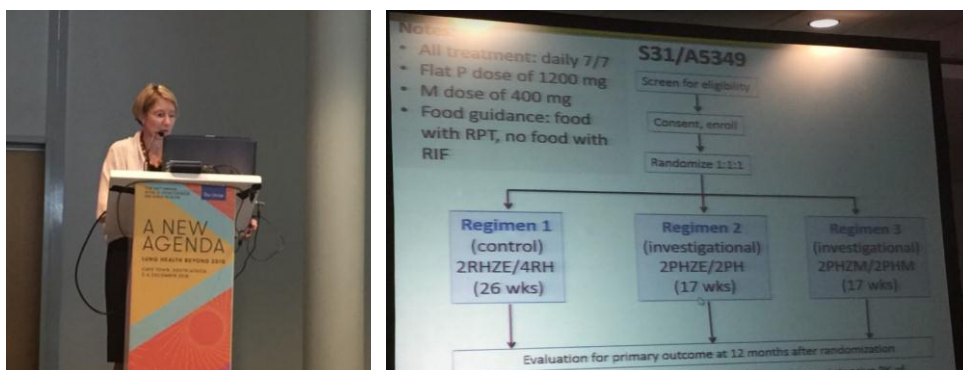 A NEW
AGENDA
LUNG HEALTH BEYOND 2015
CAPE TOWN, SOUTH AFRICA
Notes
• All treatment: daily 7/7
• Flat P dose of 1200 mg
• M dose of 400 mg
• Food guidance: food
with RPT, no food with
RIF
S31/A5349
Screen for eligibility
Consent, enroll
Randomize 1:1:1
Regimen 1
(control)
2RHZE/4RH
(26 wks)
Regimen 2
(investigational)
2PHZE/2PH
(17 wks)
Regimen 3
(investigational)
2PHZM/2PHM
(17 wks)
Evaluation for primary outcome at 12 months after randomization